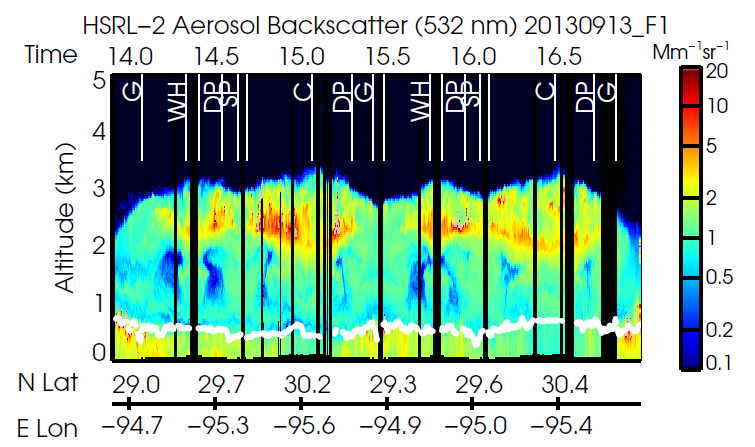 HSRL-2 Aerosol Backscatter (532 nm) 20130913_F1
Time 14.0 14.5 15.0 15.5 16.0 16.5
Mm⁻¹sr⁻¹
G WH DP SP C DP G WH DP SP C DP G
Altitude (km)
5
4
3
2
1
0
20
10
5
2
1
0.5
0.2
0.1
N Lat 29.0 29.7 30.2 29.3 29.6 30.4
E Lon −94.7 −95.3 −95.6 −94.9 −95.0 −95.4